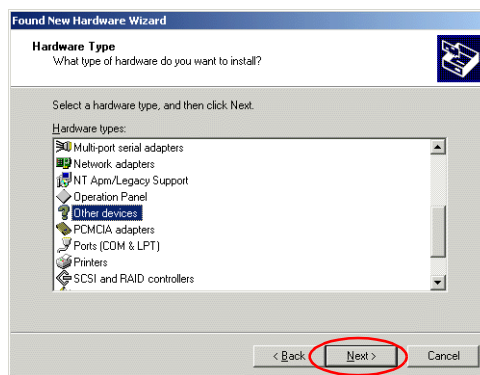 Found New Hardware Wizard
Hardware Type
What type of hardware do you want to install?
Select a hardware type, and then click Next.
Hardware types:
Multi-port serial adapters
Network adapters
NT Apm/Legacy Support
Operation Panel
Other devices
PCMCIA adapters
Ports (COM & LPT)
Printers
SCSI and RAID controllers
< Back
Next >
Cancel